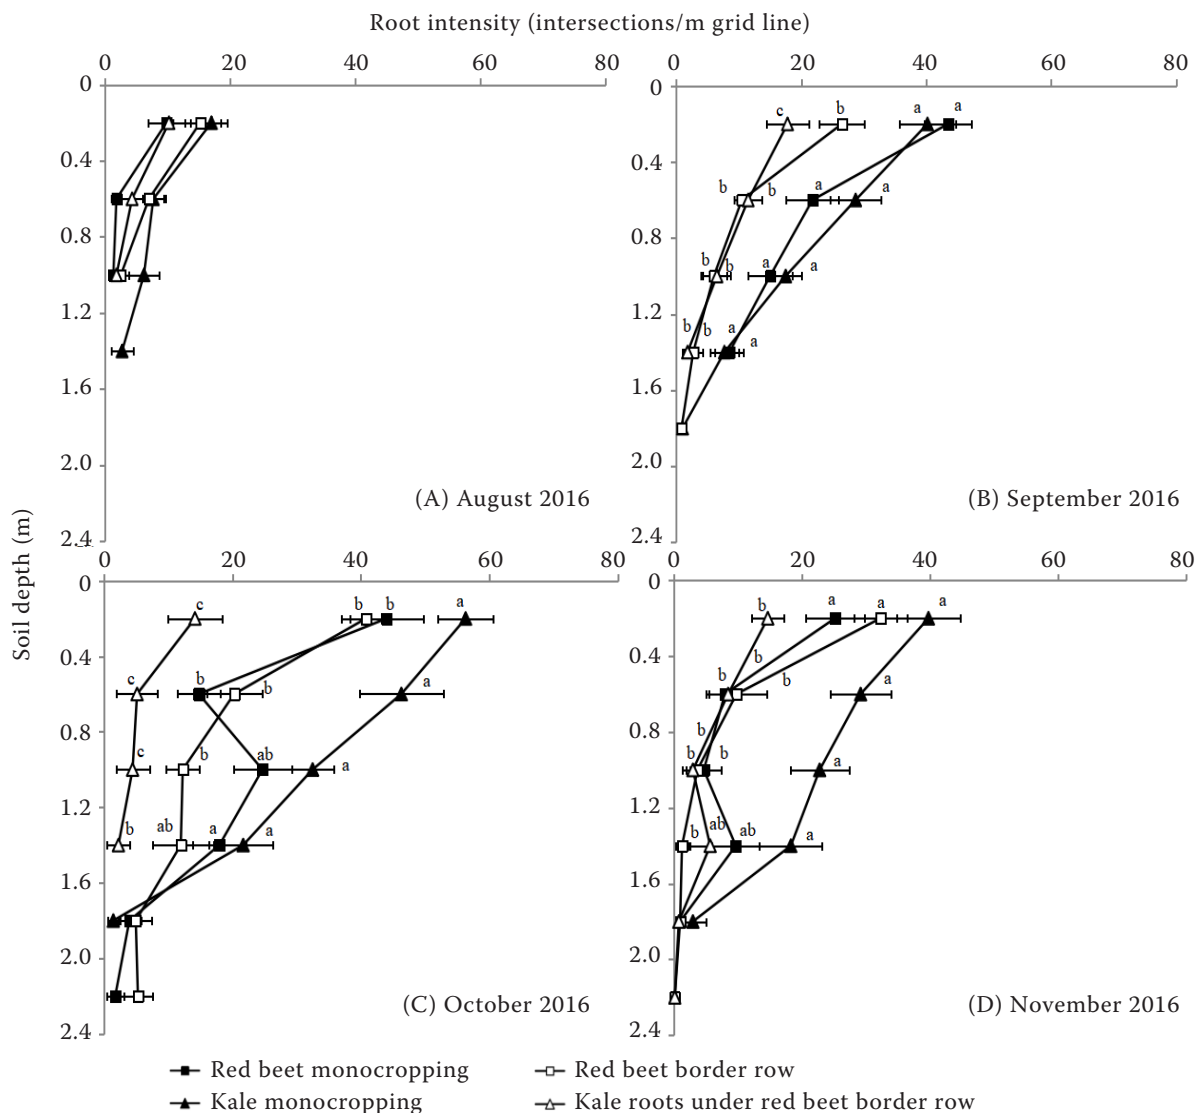 Root intensity (intersections/m grid line)
0 20 40 60 80
0 20 40 60 80
0
0.4
0.8
1.2
1.6
2.0
2.4
(A) August 2016
0
0.4
0.8
1.2
1.6
2.0
2.4
c b a a
b b a a
b b a a
b b a a
(B) September 2016
Soil depth (m)
0 20 40 60 80
0 20 40 60 80
0
0.4
0.8
1.2
1.6
2.0
2.4
c b b a
c b b a
c b ab a
b ab a a
(C) October 2016
0
0.4
0.8
1.2
1.6
2.0
2.4
b a a a
b b b a
b b b a
b ab ab a
(D) November 2016
Red beet monocropping Red beet border row
Kale monocropping Kale roots under red beet border row